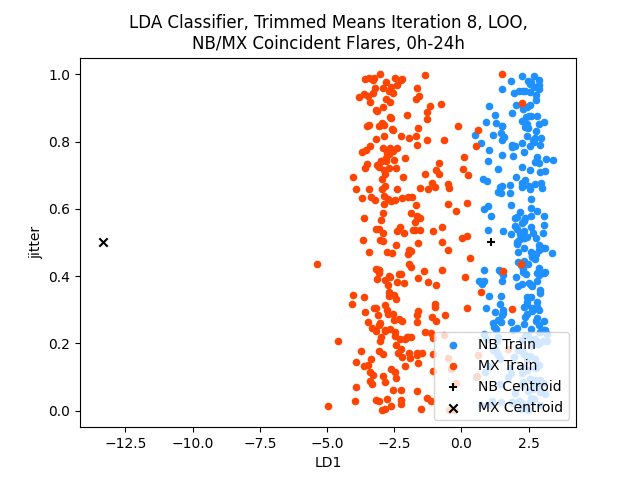 LDA Classifier, Trimmed Means Iteration 8, LOO,
NB/MX Coincident Flares, 0h-24h
1.0
0.8
0.6
0.4
0.2
0.0
jitter
NB Train
MX Train
NB Centroid
MX Centroid
−12.5 −10.0 −7.5 −5.0 −2.5 0.0 2.5
LD1